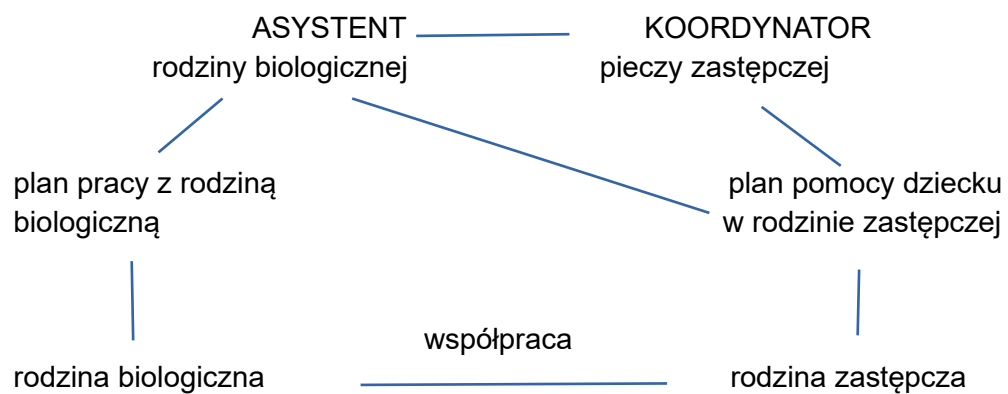 ASYSTENT KOORDYNATOR
rodziny biologicznej pieczy zastępczej
plan pracy z rodziną plan pomocy dziecku
biologiczną w rodzinie zastępczej
współpraca
rodzina biologiczna rodzina zastępcza